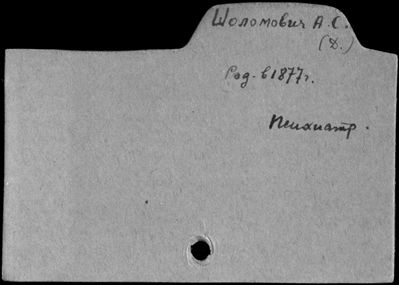 Шоломович А.С.
(д.)
Род. в 1877 г.
Психиатр.